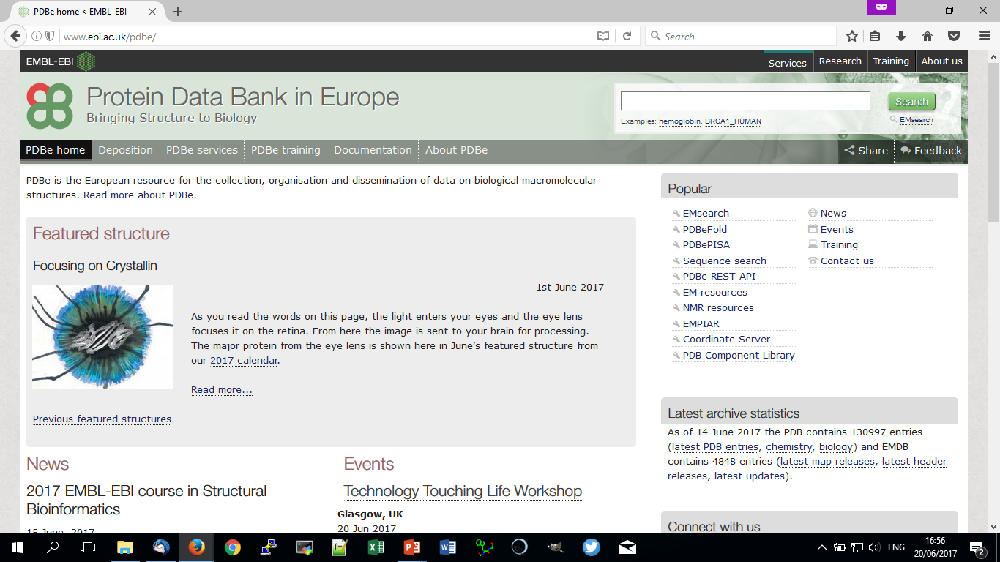 PDBe home < EMBL-EBI
www.ebi.ac.uk/pdbe/
Search
EMBL-EBI
Services
Research
Training
About us
Protein Data Bank in Europe
Bringing Structure to Biology
Search
Examples: hemoglobin, BRCA1_HUMAN
EMsearch
PDBe home
Deposition
PDBe services
PDBe training
Documentation
About PDBe
Share
Feedback
PDBe is the European resource for the collection, organisation and dissemination of data on biological macromolecular
structures. Read more about PDBe.
Featured structure
Focusing on Crystallin
1st June 2017
As you read the words on this page, the light enters your eyes and the eye lens
focuses it on the retina. From here the image is sent to your brain for processing.
The major protein from the eye lens is shown here in June's featured structure from
our 2017 calendar.
Read more...
Previous featured structures
News
2017 EMBL-EBI course in Structural
Bioinformatics
15 June, 2017
Events
Technology Touching Life Workshop
Glasgow, UK
20 Jun 2017
Popular
EMsearch
PDBeFold
PDBePISA
Sequence search
PDBe REST API
EM resources
NMR resources
EMPIAR
Coordinate Server
PDB Component Library
News
Events
Training
Contact us
Latest archive statistics
As of 14 June 2017 the PDB contains 130997 entries
(latest PDB entries, chemistry, biology) and EMDB
contains 4848 entries (latest map releases, latest header
releases, latest updates).
Connect with us
ENG
16:56
20/06/2017
2